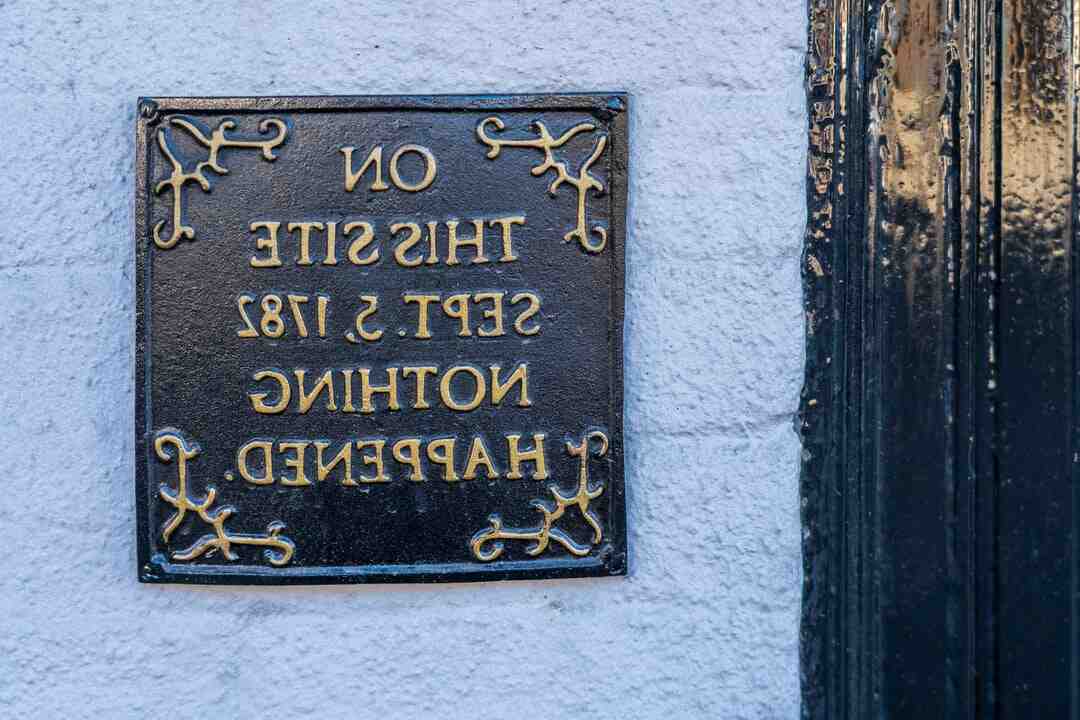 ON
THIS SITE
SEPT. 5, 1782
NOTHING
HAPPENED.